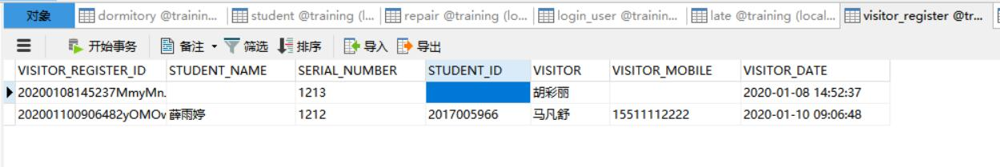 对象 dormitory @trainin... student @training (l... repair @training (lo... login_user @trainin... late @training (local... visitor_register @tr...
开始事务 备注 筛选 排序 导入 导出
VISITOR_REGISTER_ID STUDENT_NAME SERIAL_NUMBER STUDENT_ID VISITOR VISITOR_MOBILE VISITOR_DATE
20200108145237MmyMn. 1213 胡彩丽 2020-01-08 14:52:37
202001100906482yOMOw 薛雨婷 1212 2017005966 马凡舒 15511112222 2020-01-10 09:06:48